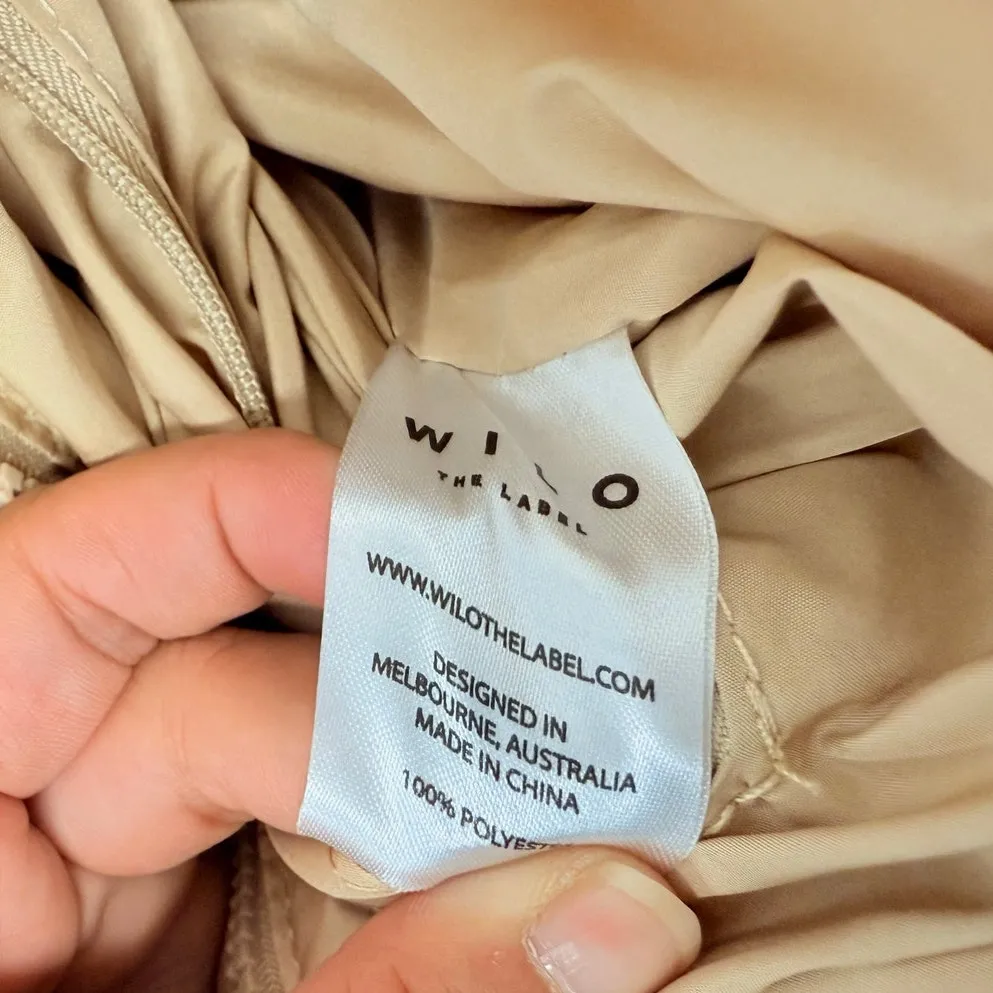 WILO
THE LABEL
WWW.WILOTHELABEL.COM
DESIGNED IN
MELBOURNE, AUSTRALIA
MADE IN CHINA
100%